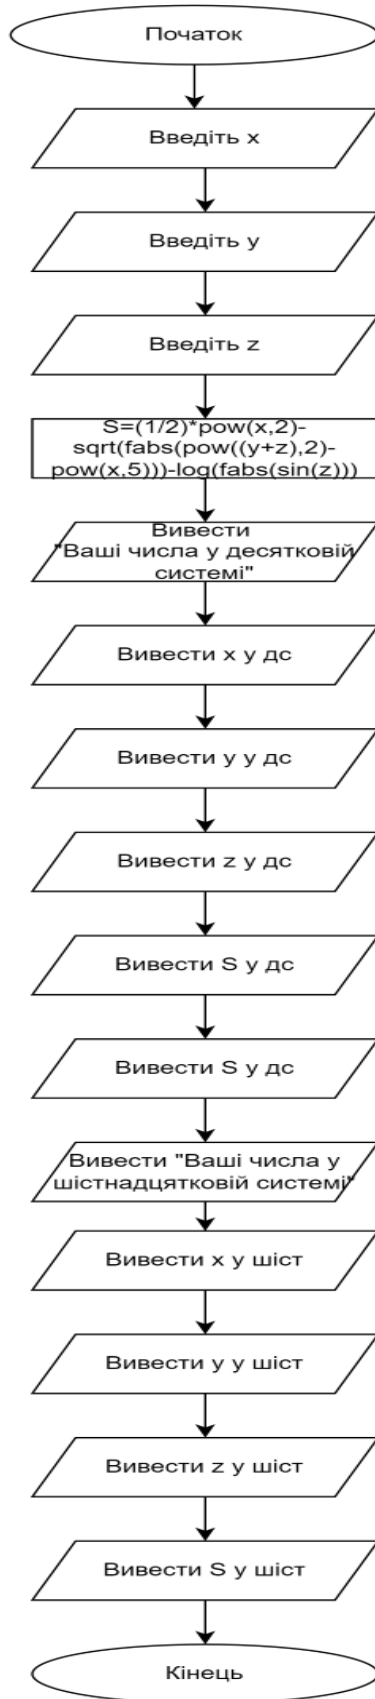 Початок
Введіть x
Введіть y
Введіть z
S=(1/2)*pow(x,2)-
sqrt(fabs(pow((y+z),2)-
pow(x,5)))-log(fabs(sin(z)))
Вивести
"Ваші числа у десятковій
системі"
Вивести x у дс
Вивести y у дс
Вивести z у дс
Вивести S у дс
Вивести S у дс
Вивести "Ваші числа у
шістнадцятковій системі"
Вивести x у шіст
Вивести y у шіст
Вивести z у шіст
Вивести S у шіст
Кінець